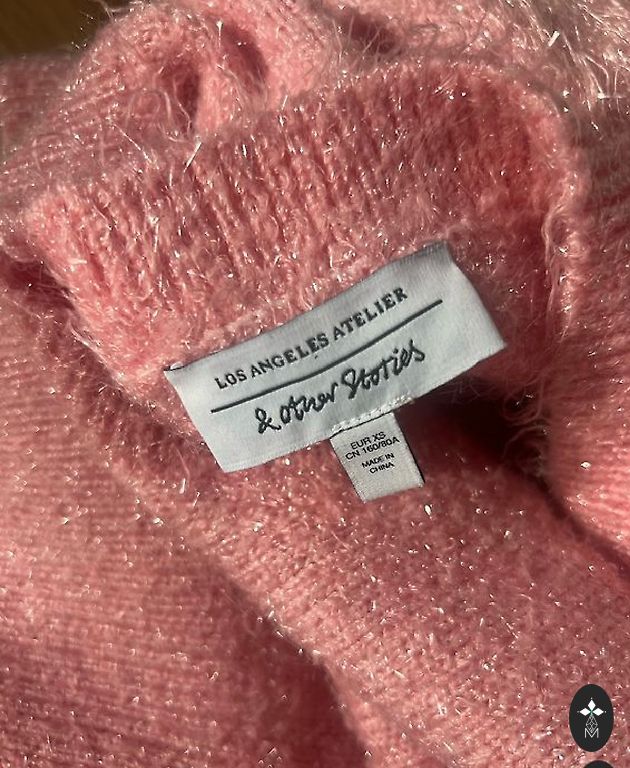 LOS ANGELES ATELIER
& Other Stories
EUR XS
CN 160/80A
MADE IN
CHINA
M